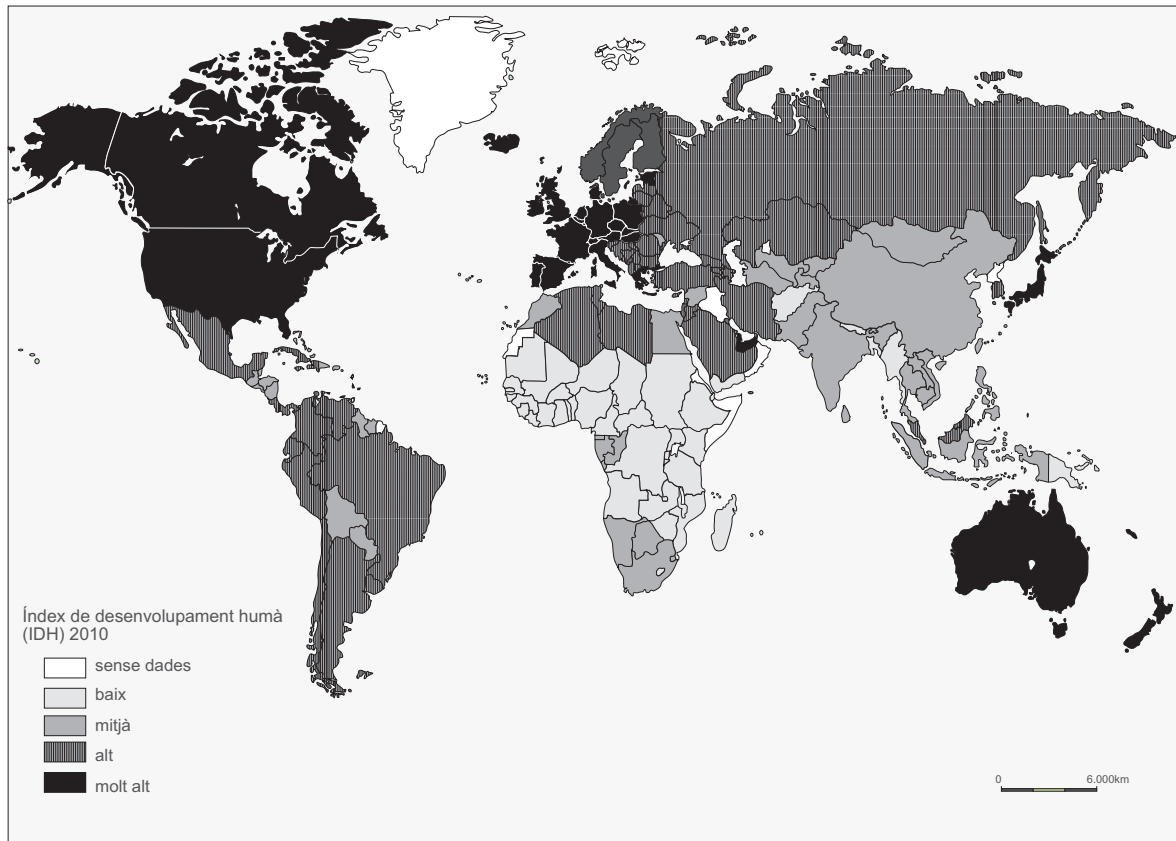 Índex de desenvolupament humà
(IDH) 2010
sense dades
baix
mitjà
alt
molt alt
0 6.000km